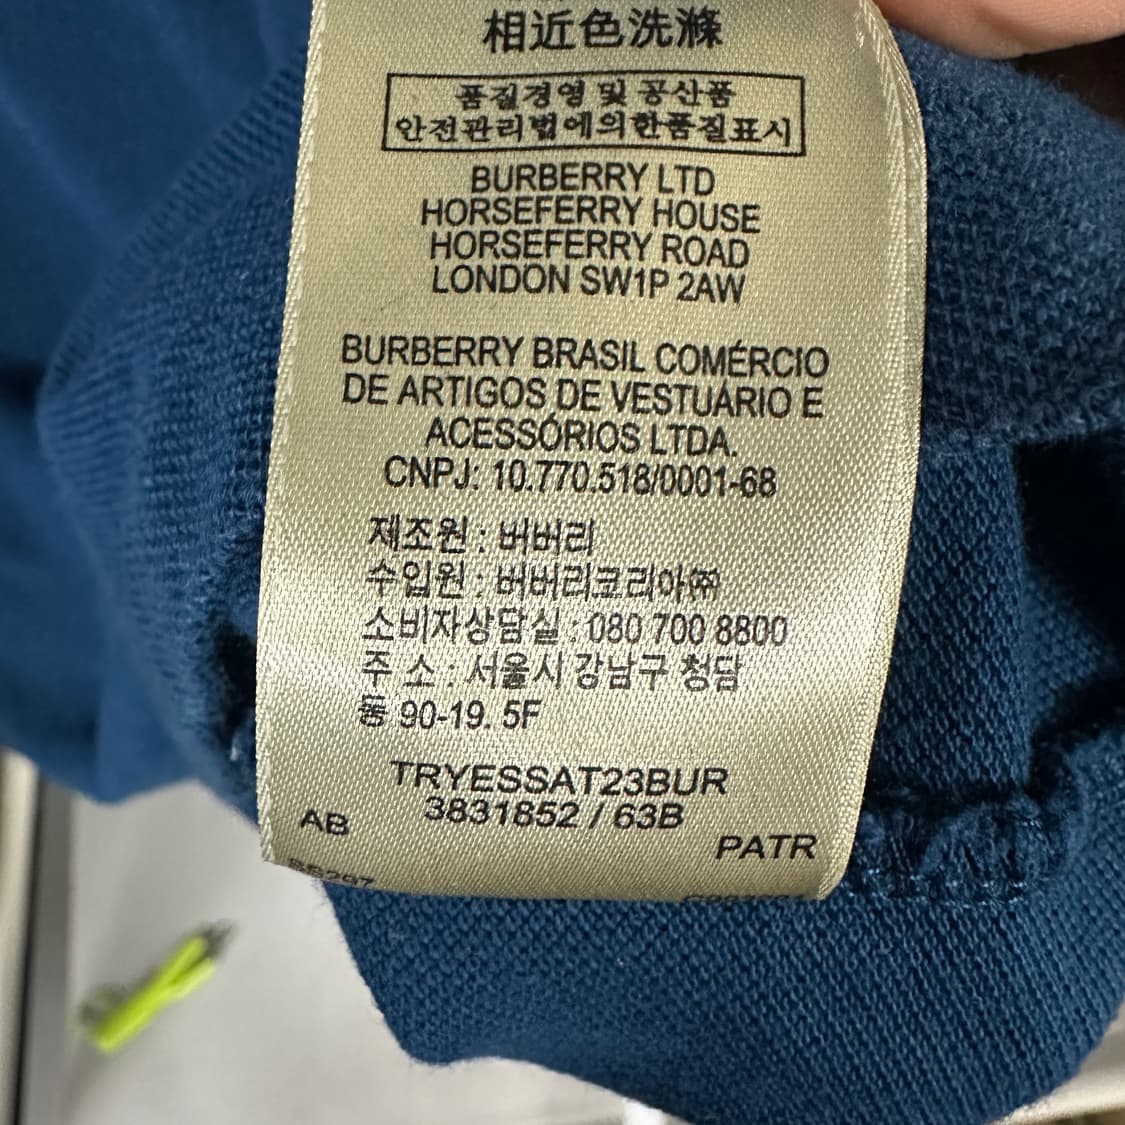 相近色洗滌
품질경영 및 공산품
안전관리법에의한품질표시
BURBERRY LTD
HORSEFERRY HOUSE
HORSEFERRY ROAD
LONDON SW1P 2AW
BURBERRY BRASIL COMÉRCIO
DE ARTIGOS DE VESTUÁRIO E
ACESSÓRIOS LTDA.
CNPJ: 10.770.518/0001-68
제조원 : 버버리
수입원 : 버버리코리아㈜
소비자상담실 : 080 700 8800
주 소 : 서울시 강남구 청담
동 90-19. 5F
TRYESSAT23BUR
3831852 / 63B
AB
PATR